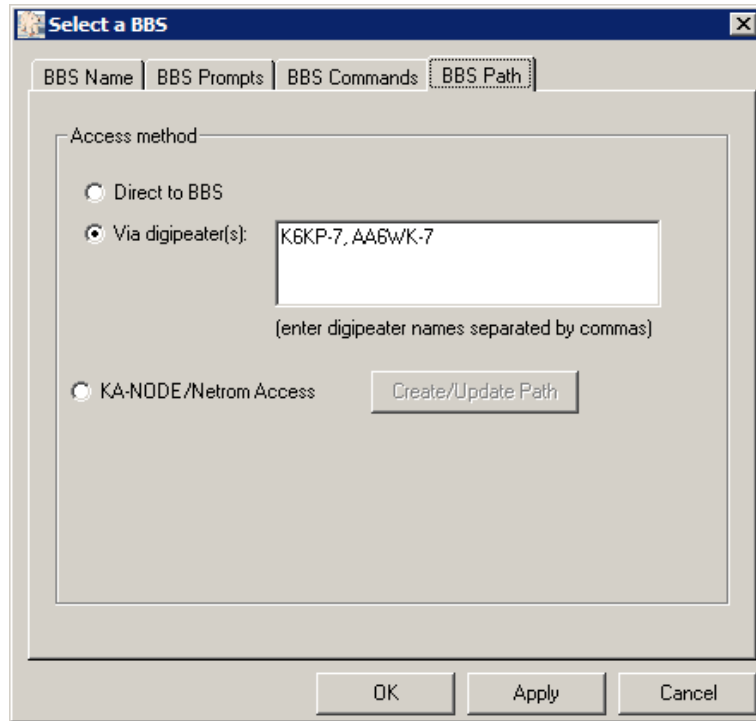 Select a BBS
BBS Name BBS Prompts BBS Commands BBS Path
Access method
Direct to BBS
Via digipeater(s): K6KP-7, AA6WK-7
(enter digipeater names separated by commas)
KA-NODE/Netrom Access Create/Update Path
OK Apply Cancel